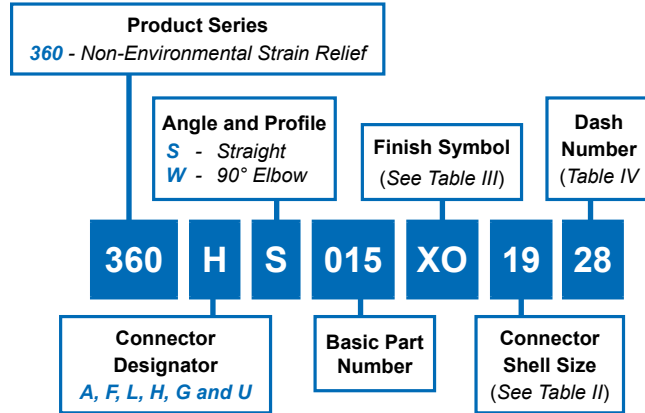 Product Series
360 - Non-Environmental Strain Relief
Angle and Profile
S - Straight
W - 90° Elbow
Finish Symbol
(See Table III)
Dash
Number
(Table IV
360 H S 015 XO 19 28
Connector
Designator
A, F, L, H, G and U
Basic Part
Number
Connector
Shell Size
(See Table II)